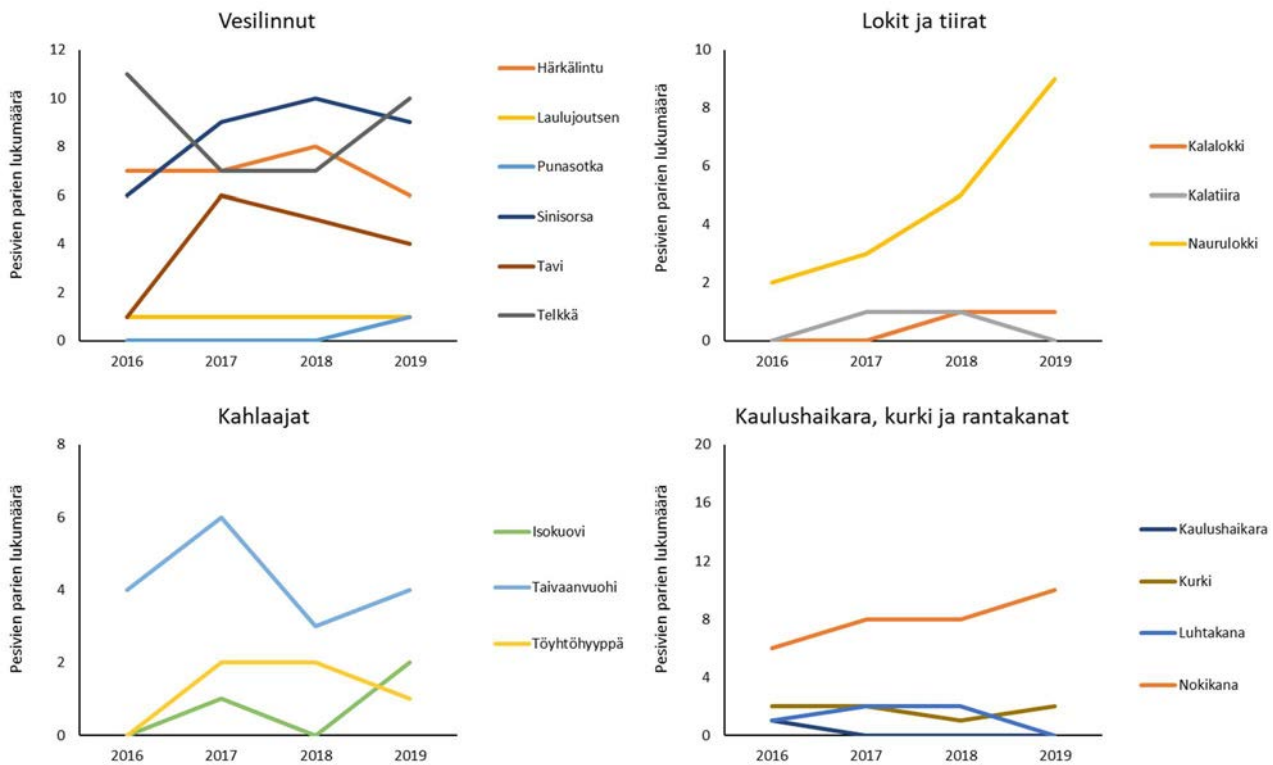 Vesilinnut
Pesivien parien lukumäärä
12
10
8
6
4
2
0
2016 2017 2018 2019
Härkälintu
Laulujoutsen
Punasotka
Sinisorsa
Tavi
Telkkä
Lokit ja tiirat
Pesivien parien lukumäärä
10
8
6
4
2
0
2016 2017 2018 2019
Kalalokki
Kalatiira
Naurulokki
Kahlaajat
Pesivien parien lukumäärä
8
6
4
2
0
2016 2017 2018 2019
Isokuovi
Taivaanvuohi
Töyhtöhyyppä
Kaulushaikara, kurki ja rantakanat
Pesivien parien lukumäärä
20
16
12
8
4
0
2016 2017 2018 2019
Kaulushaikara
Kurki
Luhtakana
Nokikana